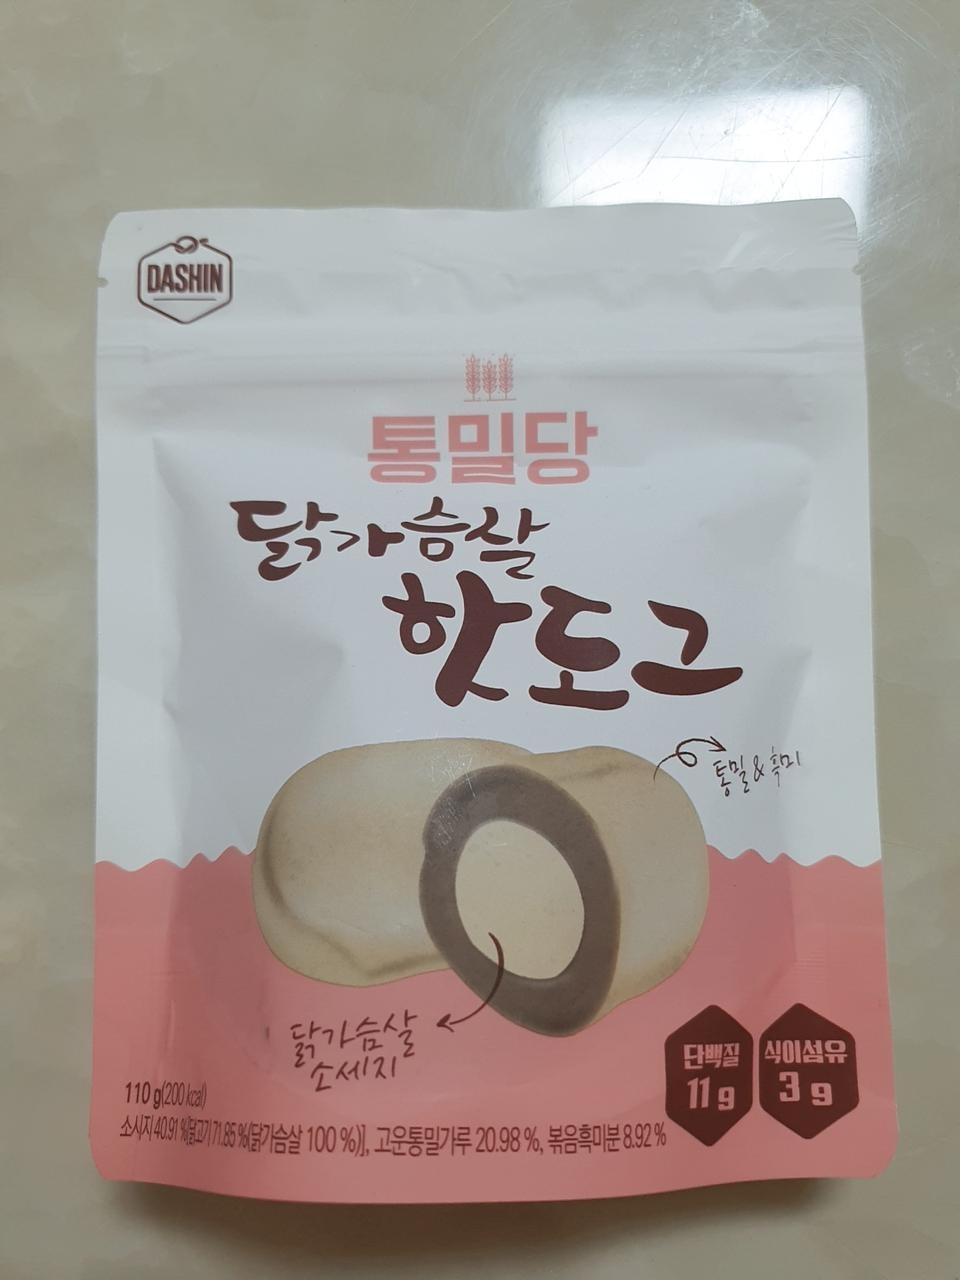 DASHIN
통밀당
닭가슴살
핫도그
통밀&흑미
닭가슴살
소세지
단백질
11 g
식이섬유
3 g
110 g(200 kcal)
소시지 40.91 %[닭고기 71.85 %(닭가슴살 100 %)], 고운통밀가루 20.98 %, 볶음흑미분 8.92 %